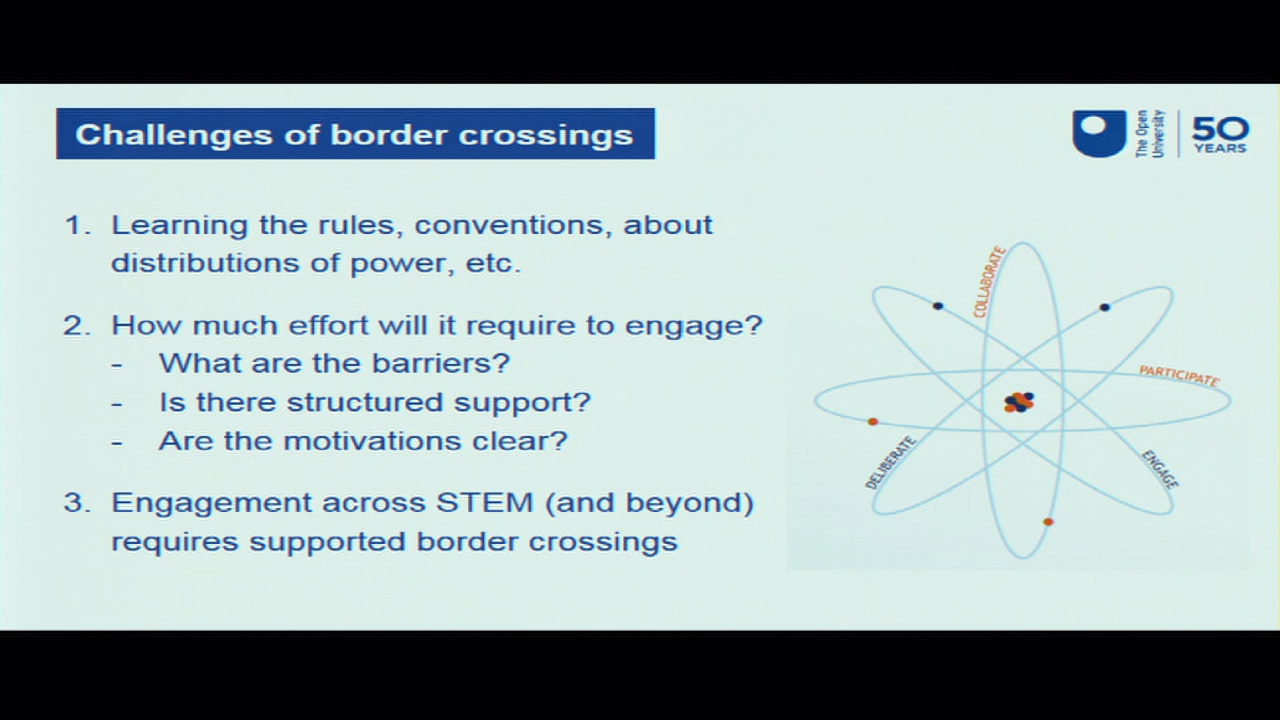 Challenges of border crossings
The Open
University
50
YEARS
1. Learning the rules, conventions, about
distributions of power, etc.
2. How much effort will it require to engage?
- What are the barriers?
- Is there structured support?
- Are the motivations clear?
3. Engagement across STEM (and beyond)
requires supported border crossings
COLLABORATE
PARTICIPATE
DELIBERATE
ENGAGE